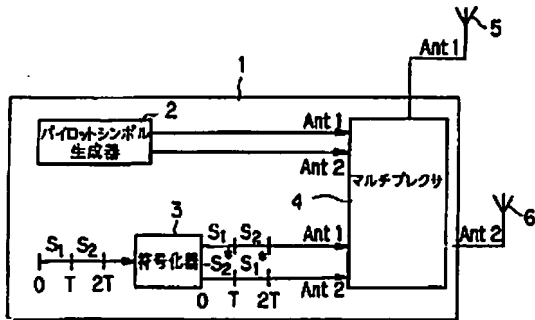 5
Ant 1
1
2
パイロットシンボル
生成器
Ant 1
Ant 2
マルチプレクサ
4
6
Ant 2
3
符号化器
S1 S2
0 T 2T
S1 S2
Ant 1
-S2* S1*
0 T 2T
Ant 2